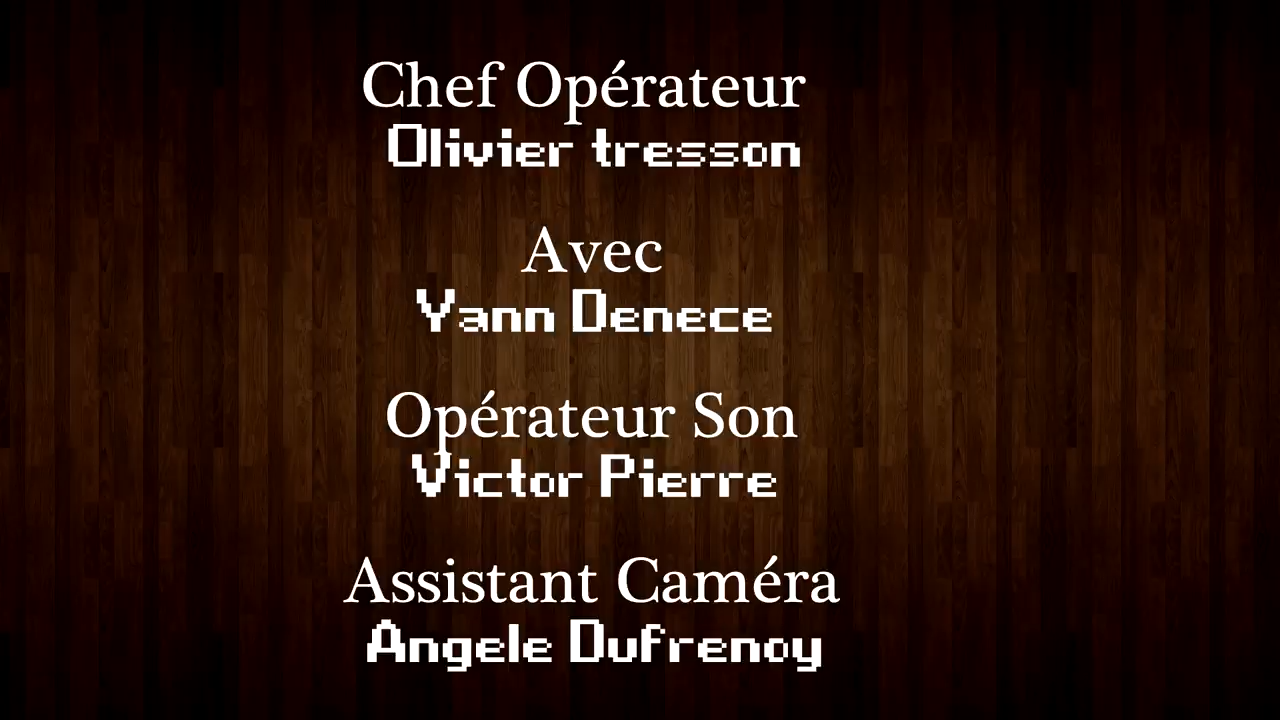 Chef Opérateur
Olivier tresson
Avec
Yann Denece
Opérateur Son
Victor Pierre
Assistant Caméra
Angele Dufrenoy